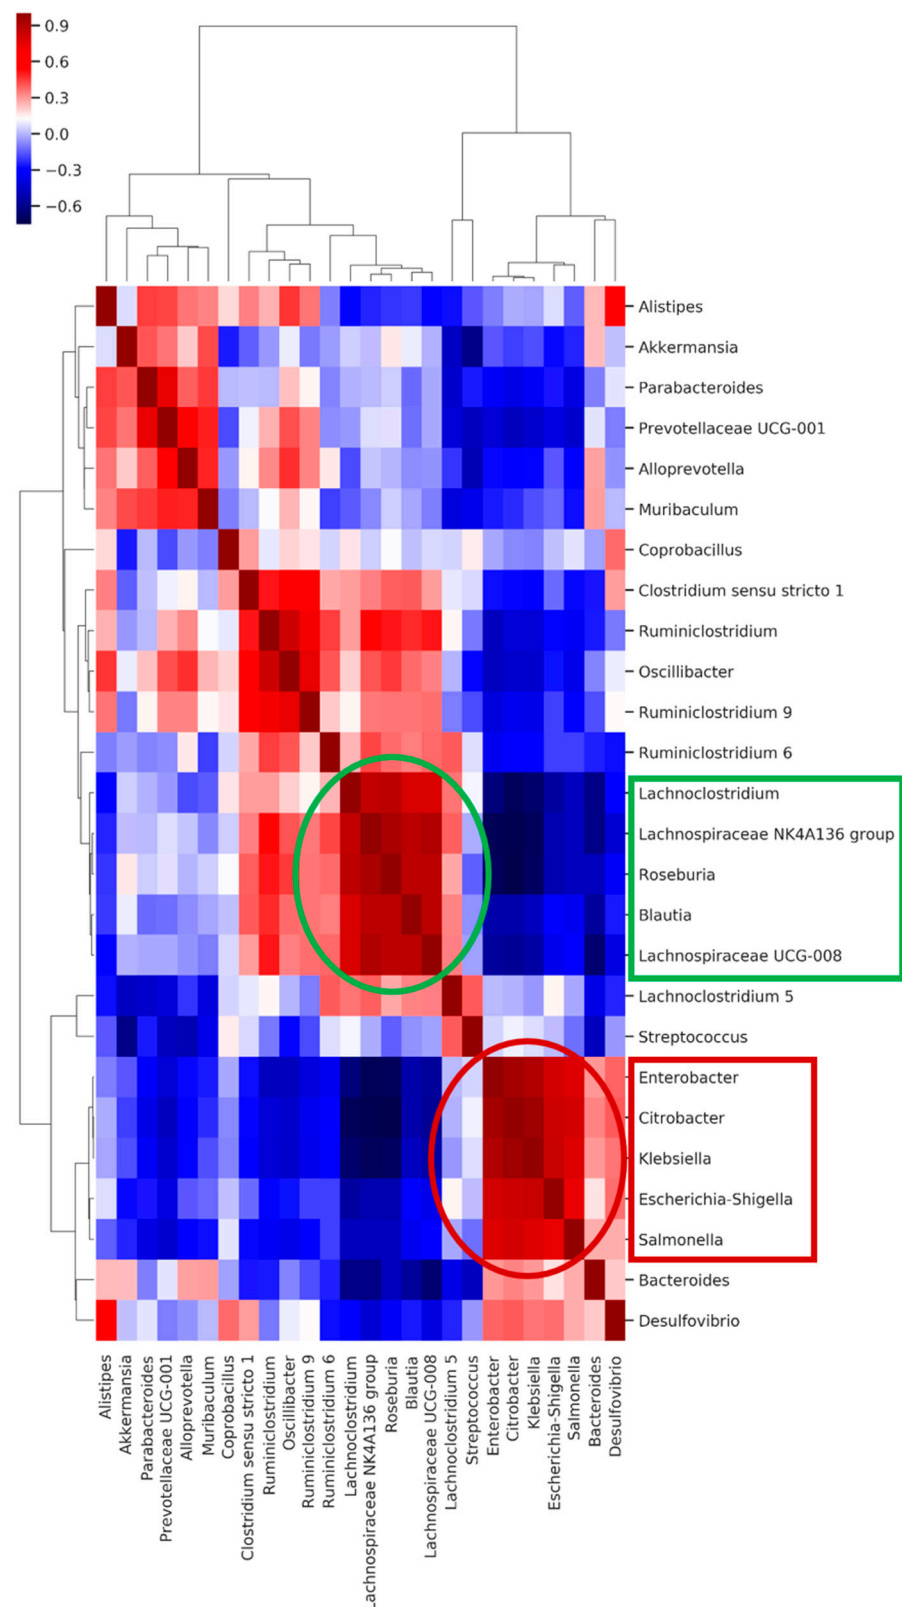 0.9
0.6
0.3
0.0
−0.3
−0.6
Alistipes
Akkermansia
Parabacteroides
Prevotellaceae UCG-001
Alloprevotella
Muribaculum
Coprobacillus
Clostridium sensu stricto 1
Ruminiclostridium
Oscillibacter
Ruminiclostridium 9
Ruminiclostridium 6
Lachnoclostridium
Lachnospiraceae NK4A136 group
Roseburia
Blautia
Lachnospiraceae UCG-008
Lachnoclostridium 5
Streptococcus
Enterobacter
Citrobacter
Klebsiella
Escherichia-Shigella
Salmonella
Bacteroides
Desulfovibrio
Alistipes
Akkermansia
Parabacteroides
Prevotellaceae UCG-001
Alloprevotella
Muribaculum
Coprobacillus
Clostridium sensu stricto 1
Ruminiclostridium
Oscillibacter
Ruminiclostridium 9
Ruminiclostridium 6
Lachnoclostridium
Lachnospiraceae NK4A136 group
Roseburia
Blautia
Lachnospiraceae UCG-008
Lachnoclostridium 5
Streptococcus
Enterobacter
Citrobacter
Klebsiella
Escherichia-Shigella
Salmonella
Bacteroides
Desulfovibrio